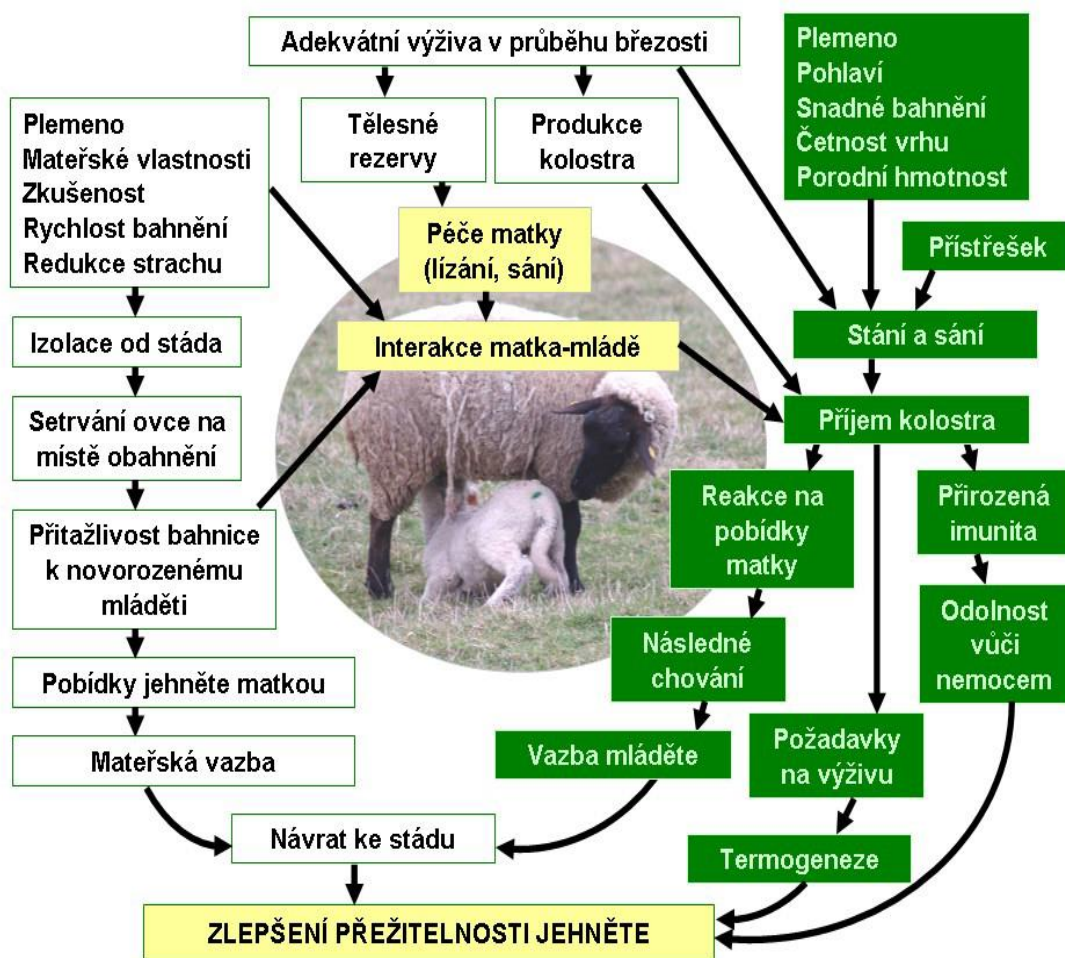 Adekvátní výživa v průběhu březosti
Plemeno
Pohlaví
Snadné bahnění
Četnost vrhu
Porodní hmotnost
Plemeno
Mateřské vlastnosti
Zkušenost
Rychlost bahnění
Redukce strachu
Tělesné
rezervy
Produkce
kolostra
Péče matky
(lízání, sání)
Přístřešek
Izolace od stáda
Interakce matka-mládě
Stání a sání
Setrvání ovce na
místě obahnění
Příjem kolostra
Reakce na
pobídky
matky
Přirozená
imunita
Přitažlivost bahnice
k novorozenému
mláděti
Odolnost
vůči
nemocem
Následné
chování
Pobídky jehněte matkou
Mateřská vazba
Vazba mláděte
Požadavky
na výživu
Návrat ke stádu
Termogeneze
ZLEPŠENÍ PŘEŽITELNOSTI JEHNĚTE